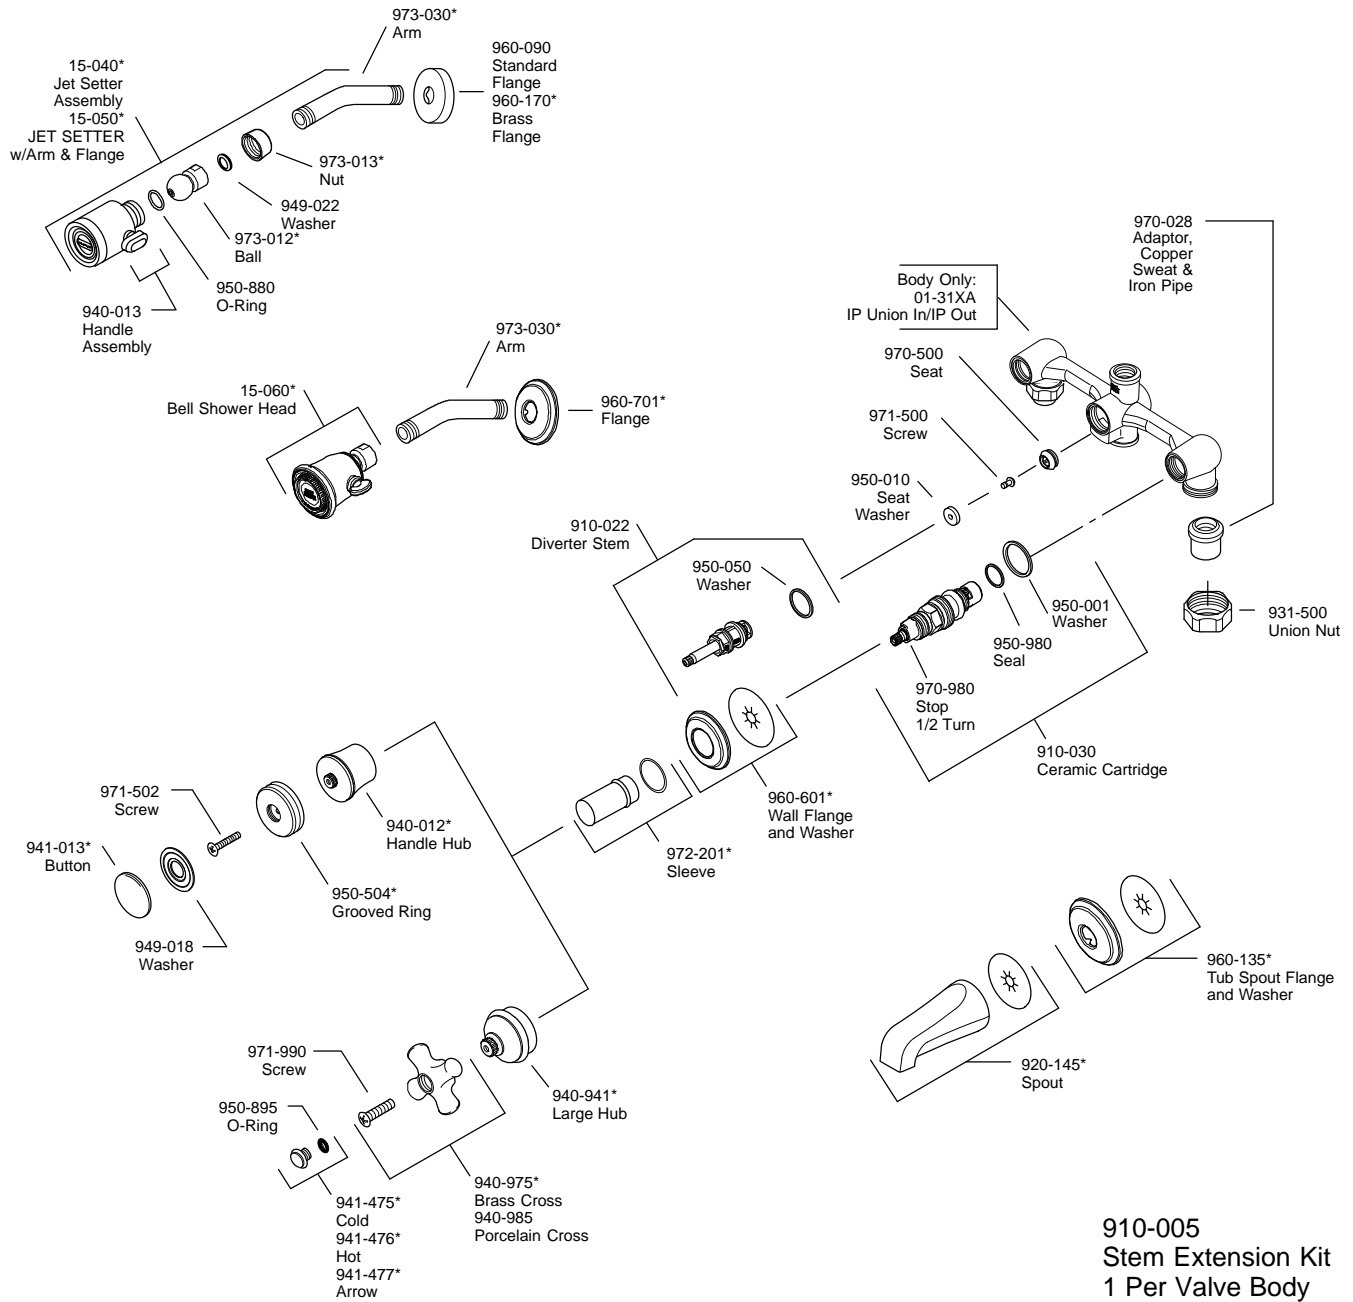 973-030*
Arm
960-090
Standard
Flange
960-170*
Brass
Flange
15-040*
Jet Setter
Assembly
15-050*
JET SETTER
w/Arm & Flange
973-013*
Nut
949-022
Washer
973-012*
Ball
950-880
O-Ring
940-013
Handle
Assembly
970-028
Adaptor,
Copper
Sweat &
Iron Pipe
Body Only:
01-31XA
IP Union In/IP Out
973-030*
Arm
970-500
Seat
15-060*
Bell Shower Head
960-701*
Flange
971-500
Screw
950-010
Seat
Washer
910-022
Diverter Stem
950-050
Washer
950-001
Washer
931-500
Union Nut
950-980
Seal
970-980
Stop
1/2 Turn
910-030
Ceramic Cartridge
971-502
Screw
960-601*
Wall Flange
and Washer
940-012*
Handle Hub
941-013*
Button
972-201*
Sleeve
950-504*
Grooved Ring
949-018
Washer
960-135*
Tub Spout Flange
and Washer
971-990
Screw
920-145*
Spout
940-941*
Large Hub
950-895
O-Ring
940-975*
Brass Cross
940-985
Porcelain Cross
941-475*
Cold
941-476*
Hot
941-477*
Arrow
910-005
Stem Extension Kit
1 Per Valve Body